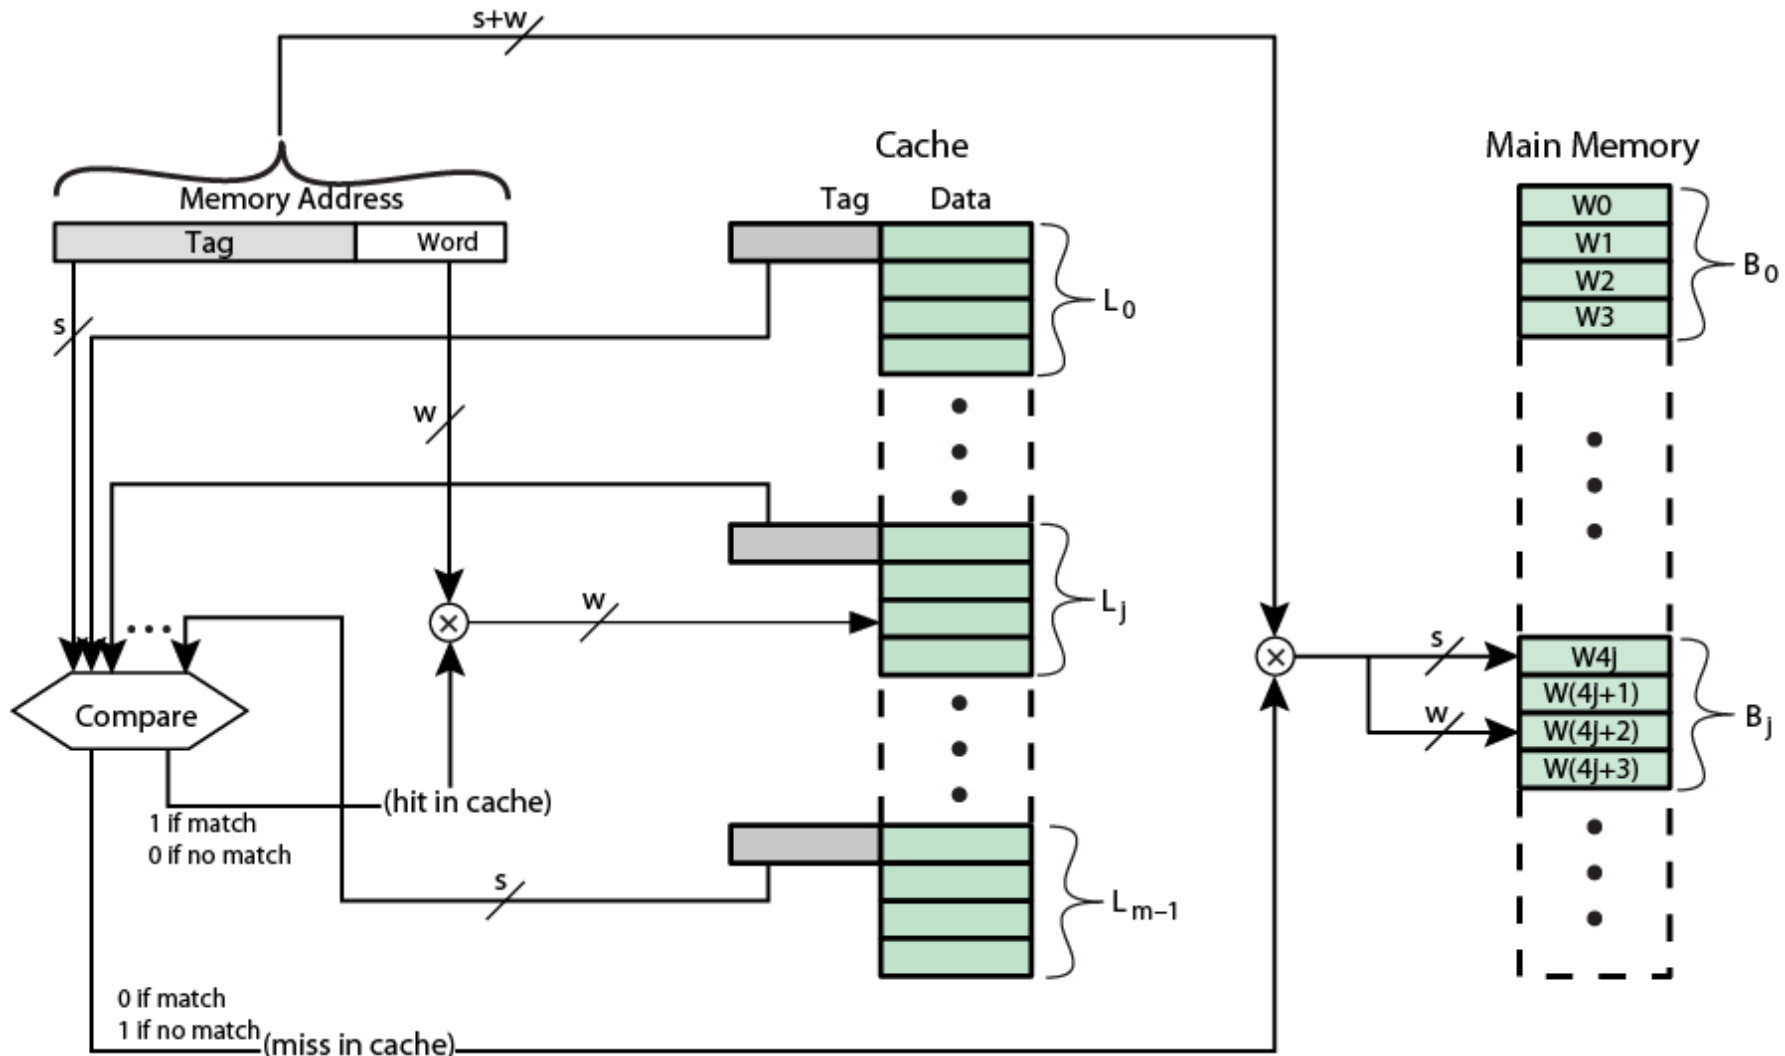 s+w
Cache
Main Memory
Memory Address
Tag Data
Tag Word
W0
W1
W2
W3
B0
L0
s
w
w
Lj
s
w
W4j
W(4j+1)
W(4j+2)
W(4j+3)
Bj
Compare
(hit in cache)
1 if match
0 if no match
s
Lm–1
0 if match
1 if no match
(miss in cache)